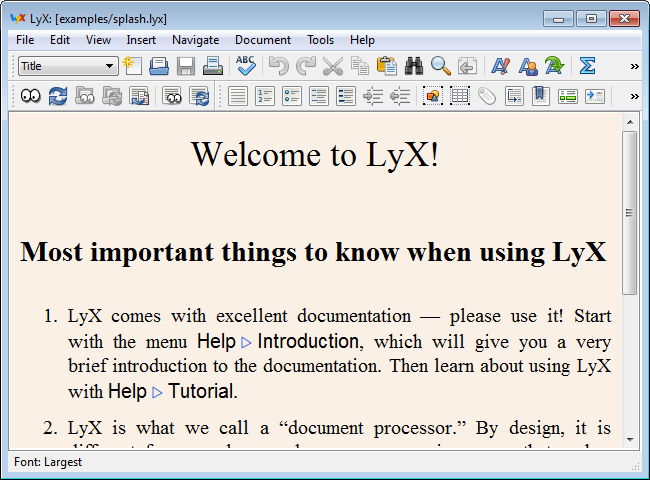 LyX: [examples/splash.lyx]
File Edit View Insert Navigate Document Tools Help
Title ABC Σ »
»
Welcome to LyX!
Most important things to know when using LyX
1. LyX comes with excellent documentation — please use it! Start
with the menu Help ▷ Introduction, which will give you a very
brief introduction to the documentation. Then learn about using LyX
with Help ▷ Tutorial.
2. LyX is what we call a “document processor.” By design, it is
Font: Largest